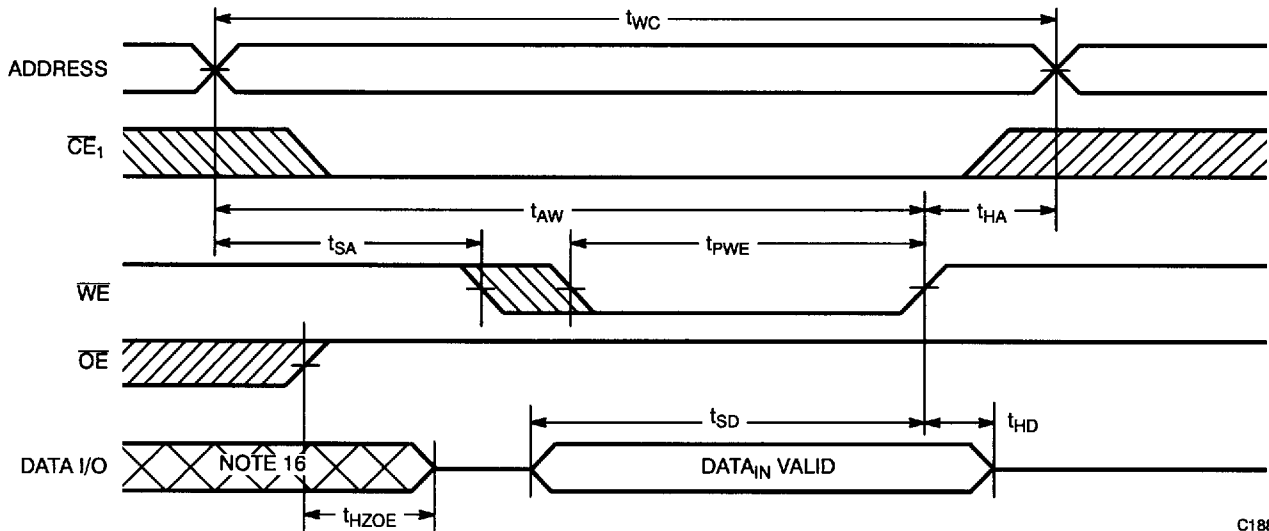 tWC
ADDRESS
CE1
tAW
tHA
tSA
tPWE
WE
OE
tSD
tHD
DATA I/O
NOTE 16
DATAIN VALID
tHZOE